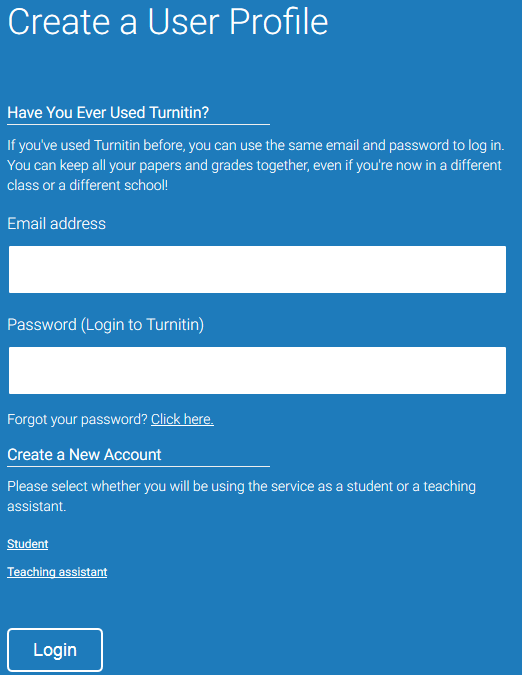 Create a User Profile
Have You Ever Used Turnitin?
If you've used Turnitin before, you can use the same email and password to log in.
You can keep all your papers and grades together, even if you're now in a different
class or a different school!
Email address
Password (Login to Turnitin)
Forgot your password? Click here.
Create a New Account
Please select whether you will be using the service as a student or a teaching
assistant.
Student
Teaching assistant
Login